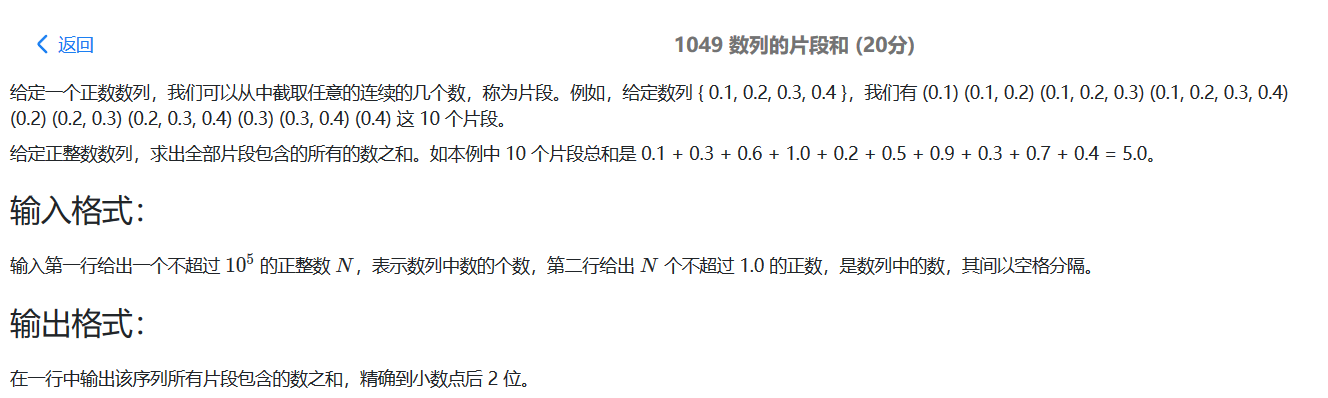 返回
1049 数列的片段和 (20分)
给定一个正数数列，我们可以从中截取任意的连续的几个数，称为片段。例如，给定数列 { 0.1, 0.2, 0.3, 0.4 }，我们有 (0.1) (0.1, 0.2) (0.1, 0.2, 0.3) (0.1, 0.2, 0.3, 0.4)
(0.2) (0.2, 0.3) (0.2, 0.3, 0.4) (0.3) (0.3, 0.4) (0.4) 这 10 个片段。
给定正整数数列，求出全部片段包含的所有的数之和。如本例中 10 个片段总和是 0.1 + 0.3 + 0.6 + 1.0 + 0.2 + 0.5 + 0.9 + 0.3 + 0.7 + 0.4 = 5.0。
输入格式：
输入第一行给出一个不超过 10⁵ 的正整数 N，表示数列中数的个数，第二行给出 N 个不超过 1.0 的正数，是数列中的数，其间以空格分隔。
输出格式：
在一行中输出该序列所有片段包含的数之和，精确到小数点后 2 位。